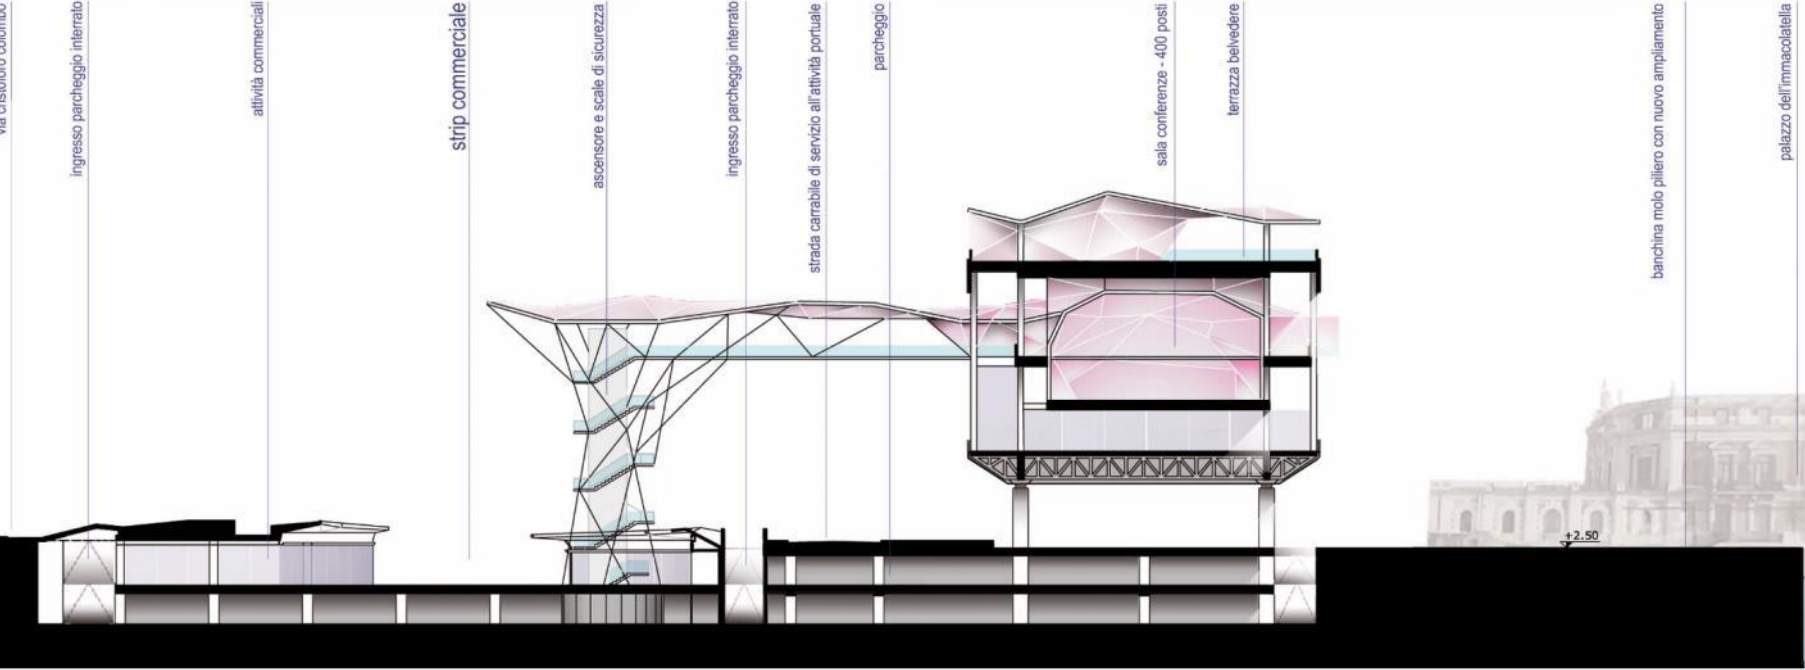 via cristoforo colombo
ingresso parcheggio interrato
attività commerciali
strip commerciale
ascensore e scale di sicurezza
ingresso parcheggio interrato
strada carrabile di servizio all'attività portuale
parcheggio
sala conferenze - 400 posti
terrazza belvedere
banchina molo piliero con nuovo ampliamento
palazzo dell'immacolatella
+2.50